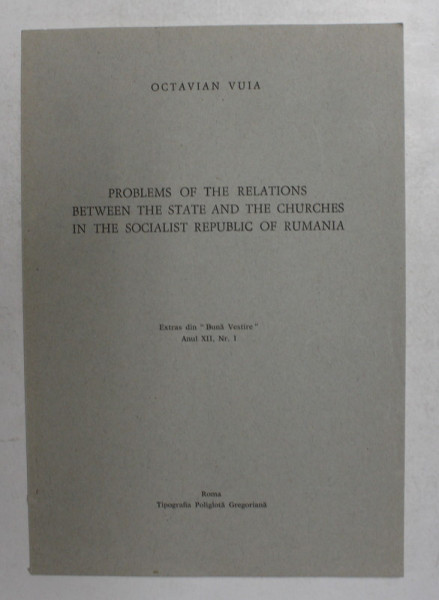 OCTAVIAN VUIA
PROBLEMS OF THE RELATIONS
BETWEEN THE STATE AND THE CHURCHES
IN THE SOCIALIST REPUBLIC OF RUMANIA
Extras din "Bună Vestire"
Anul XII, Nr. 1
Roma
Tipografia Poliglotă Gregoriană